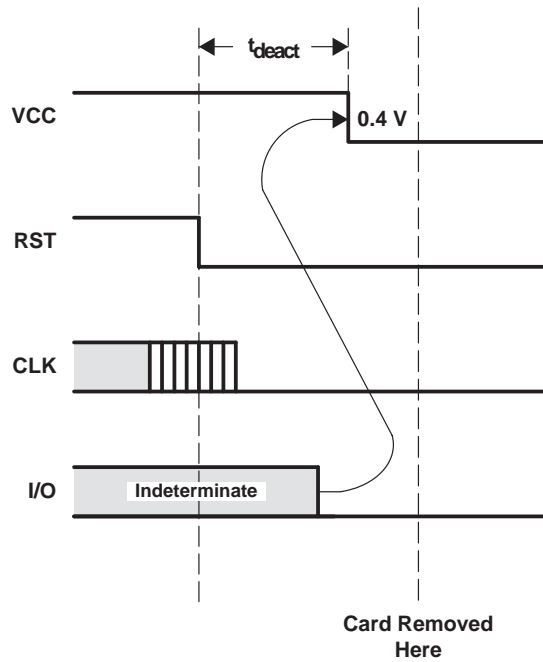 tdeact
VCC
0.4 V
RST
CLK
I/O
Indeterminate
Card Removed
Here